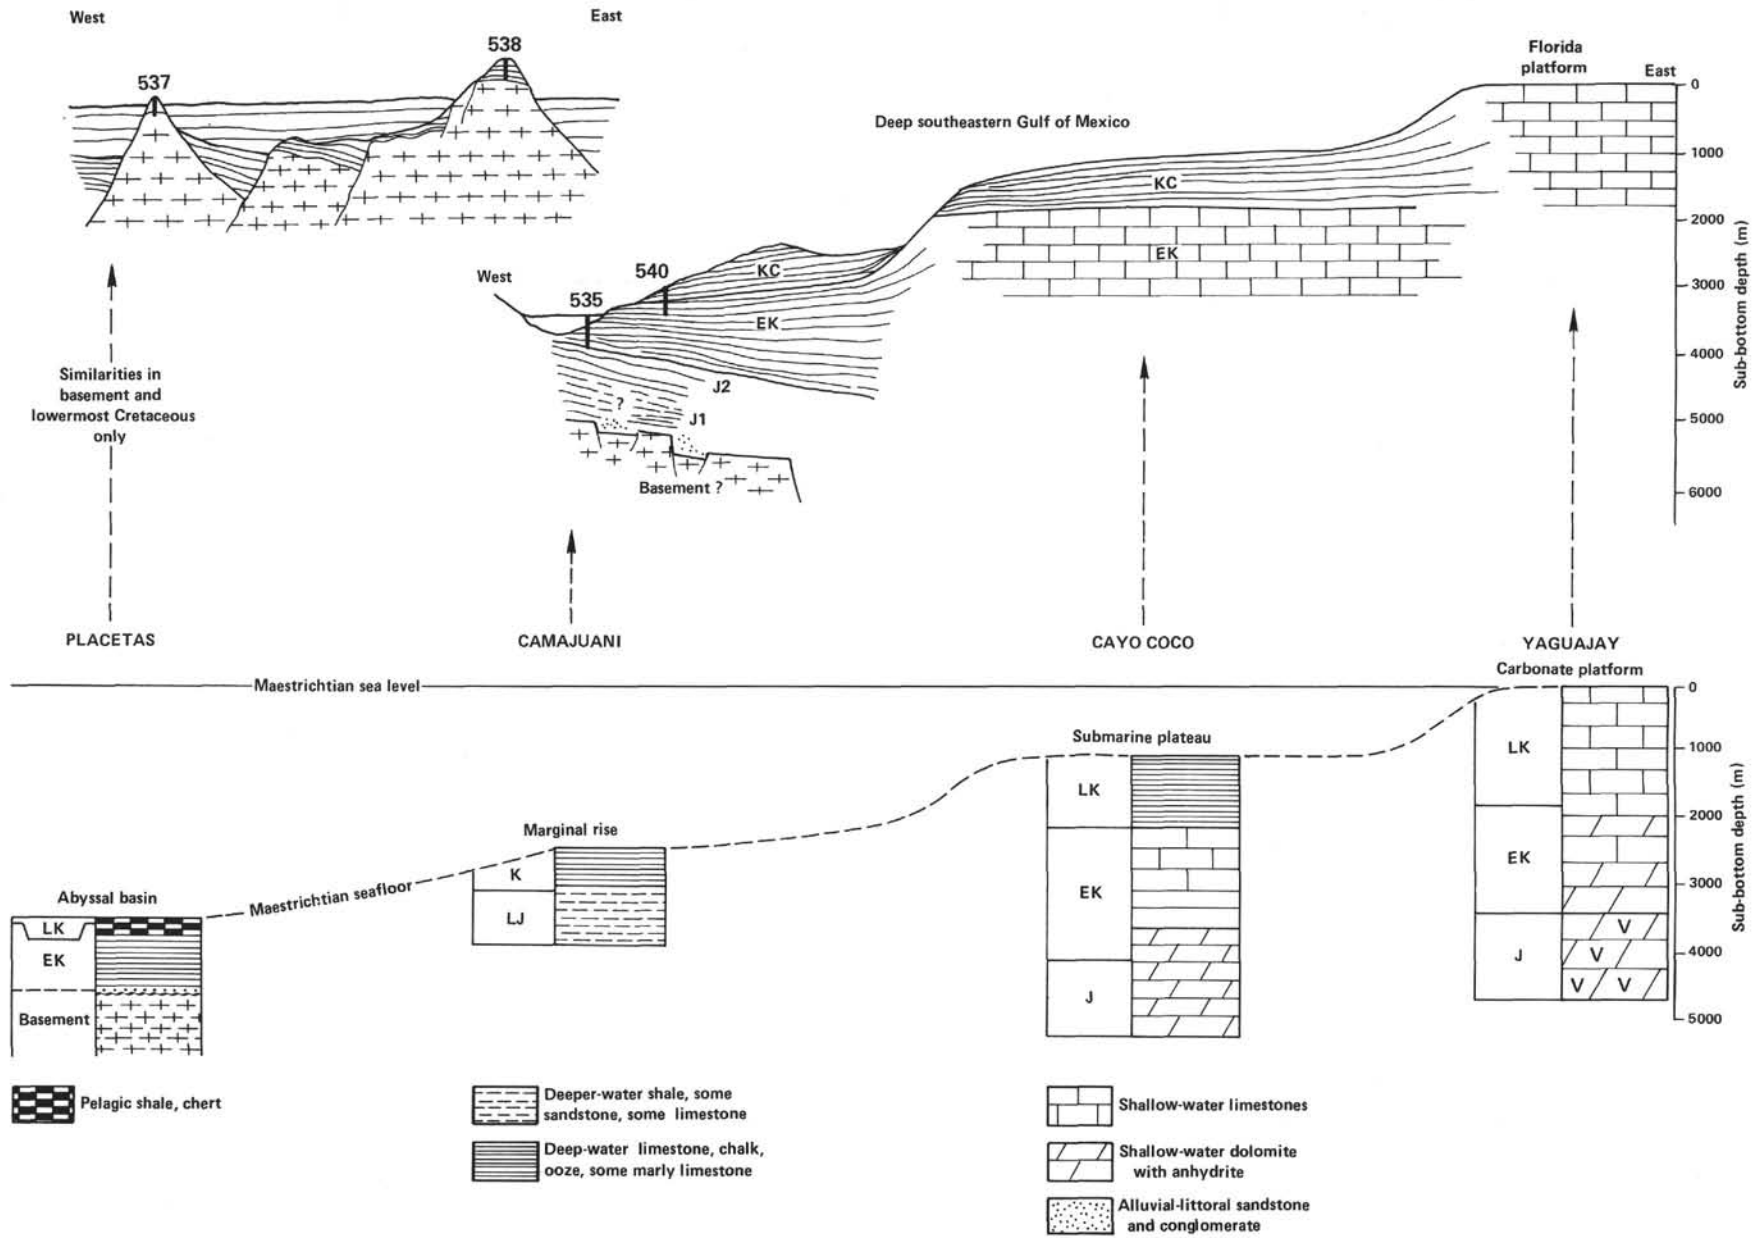 West
East
537
538
Deep southeastern Gulf of Mexico
Florida
platform
East
0
1000
2000
3000
4000
5000
6000
Sub-bottom depth (m)
KC
EK
West
535
540
KC
EK
J2
?
J1
Basement ?
Similarities in
basement and
lowermost Cretaceous
only
PLACETAS
CAMAJUANI
CAYO COCO
YAGUAJAY
Carbonate platform
Maestrichtian sea level
0
1000
2000
3000
4000
5000
Sub-bottom depth (m)
LK
EK
J
V
V
V V
Submarine plateau
LK
EK
J
Marginal rise
K
LJ
Maestrichtian seafloor
Abyssal basin
LK
EK
Basement
Pelagic shale, chert
Deeper-water shale, some
sandstone, some limestone
Deep-water limestone, chalk,
ooze, some marly limestone
Shallow-water limestones
Shallow-water dolomite
with anhydrite
Alluvial-littoral sandstone
and conglomerate